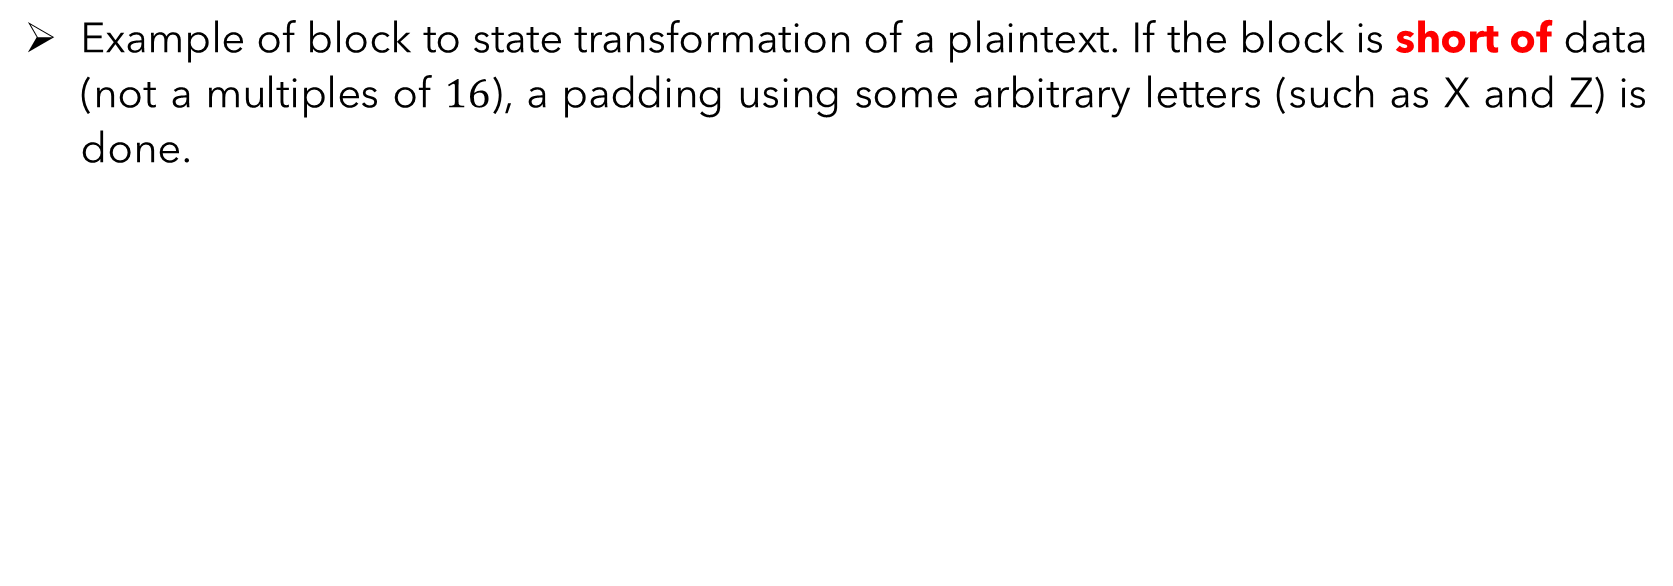 ➢ Example of block to state transformation of a plaintext. If the block is short of data
(not a multiples of 16), a padding using some arbitrary letters (such as X and Z) is
done.